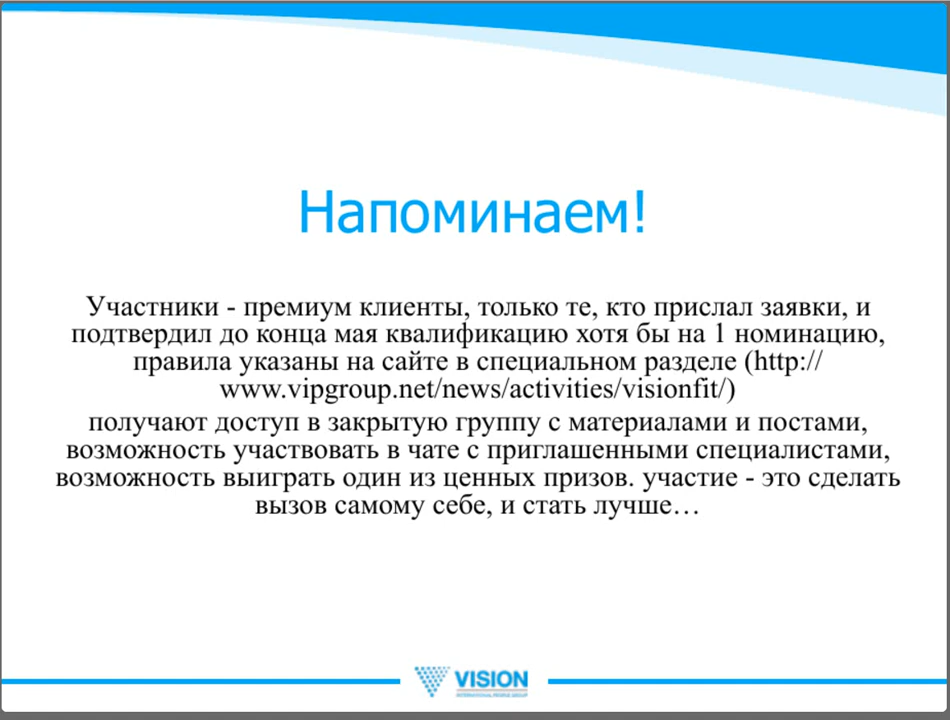 Напоминаем!
Участники - премиум клиенты, только те, кто прислал заявки, и
подтвердил до конца мая квалификацию хотя бы на 1 номинацию,
правила указаны на сайте в специальном разделе (http://
www.vipgroup.net/news/activities/visionfit/)
получают доступ в закрытую группу с материалами и постами,
возможность участвовать в чате с приглашенными специалистами,
возможность выиграть один из ценных призов. участие - это сделать
вызов самому себе, и стать лучше…
VISION
INTERNATIONAL PEOPLE GROUP